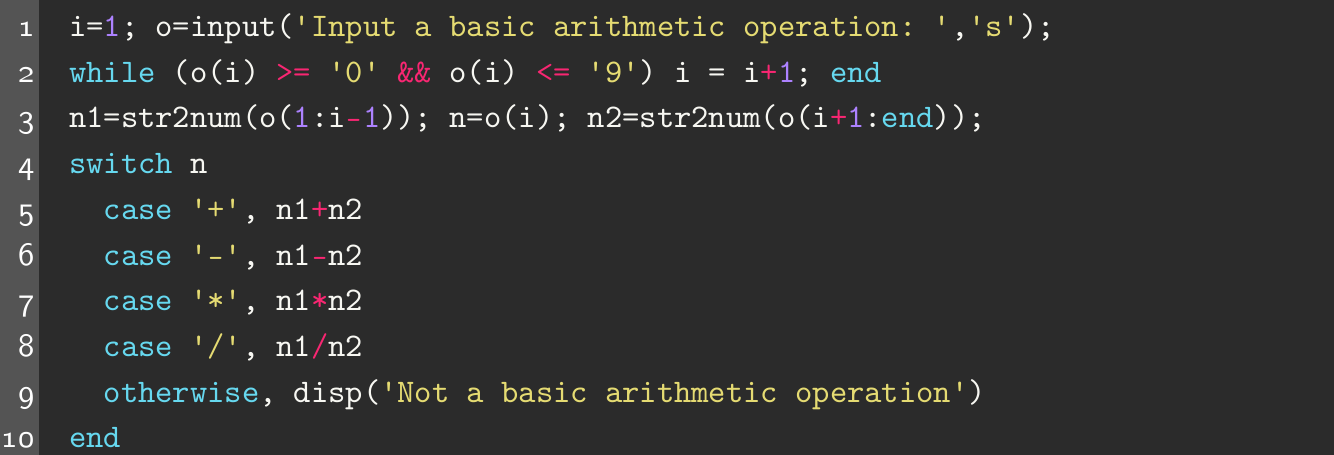 1 i=1; o=input('Input a basic arithmetic operation: ','s');
2 while (o(i) >= '0' && o(i) <= '9') i = i+1; end
3 n1=str2num(o(1:i-1)); n=o(i); n2=str2num(o(i+1:end));
4 switch n
5   case '+', n1+n2
6   case '-', n1-n2
7   case '*', n1*n2
8   case '/', n1/n2
9   otherwise, disp('Not a basic arithmetic operation')
10 end